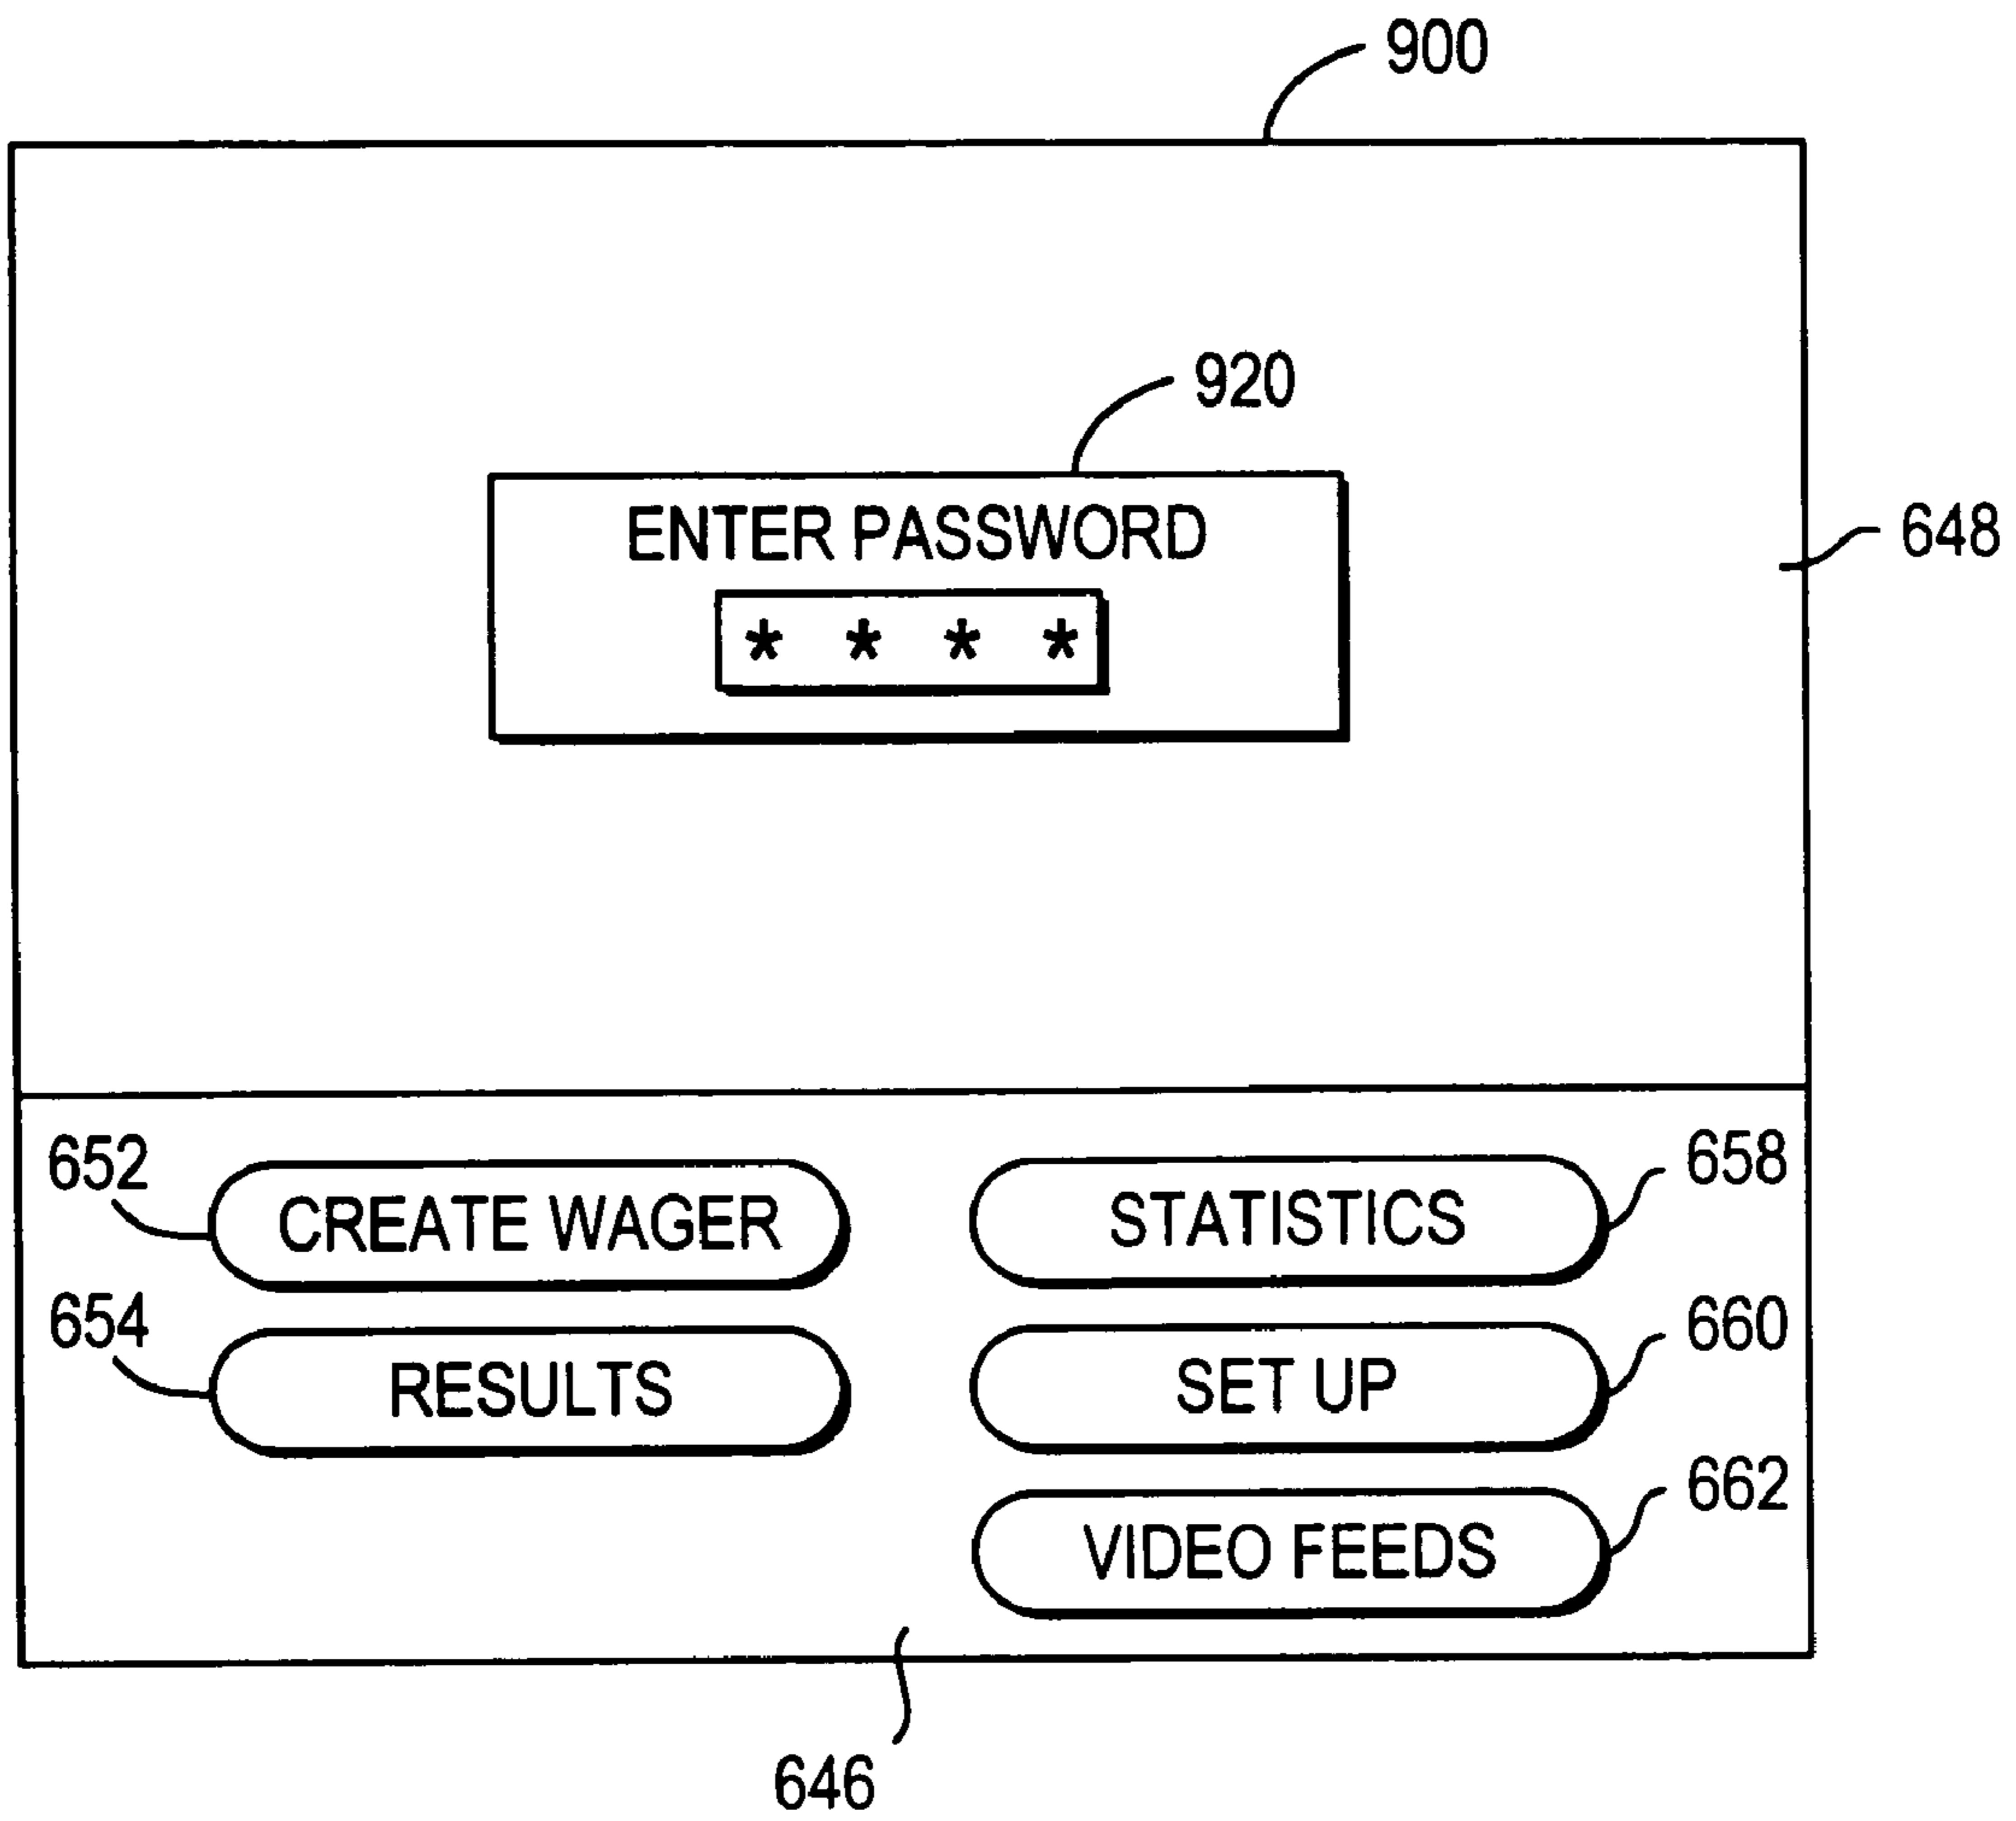 900
920
ENTER PASSWORD
648
* * * *
652
CREATE WAGER
STATISTICS
658
654
RESULTS
SET UP
660
VIDEO FEEDS
662
646